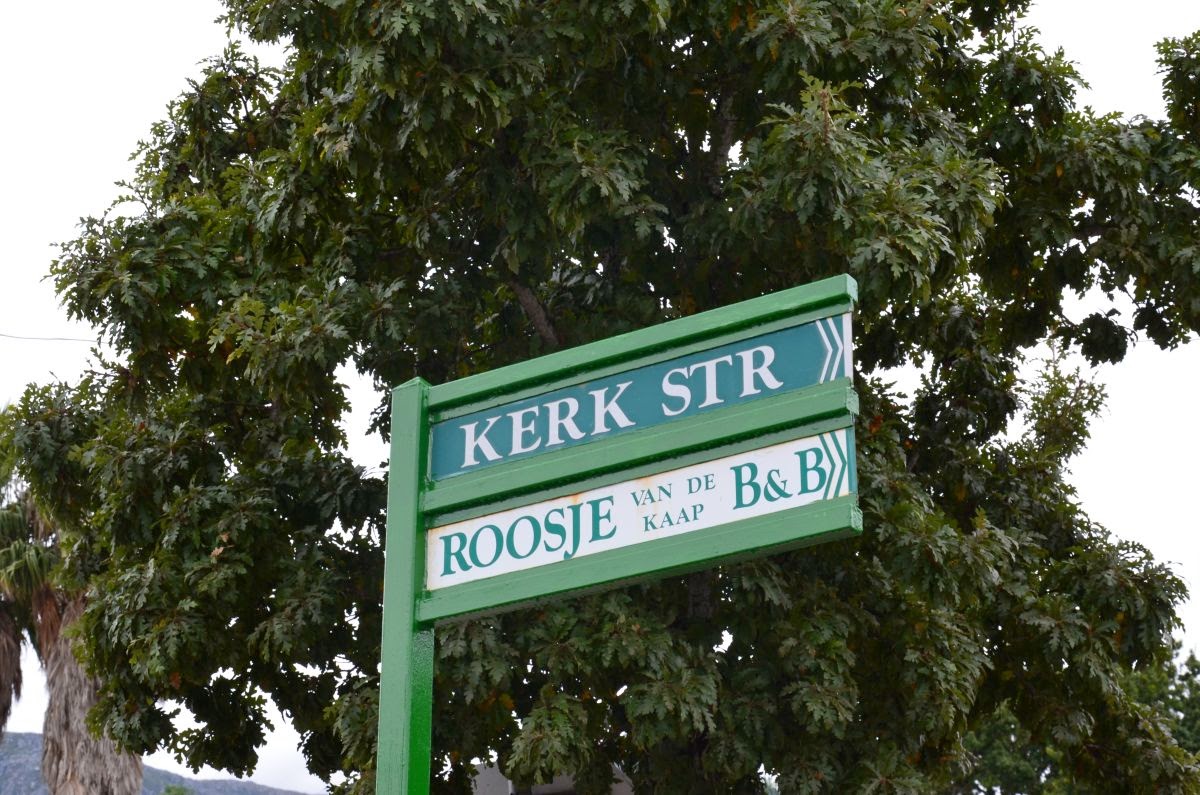 KERK STR
ROOSJE VAN DE KAAP B&B